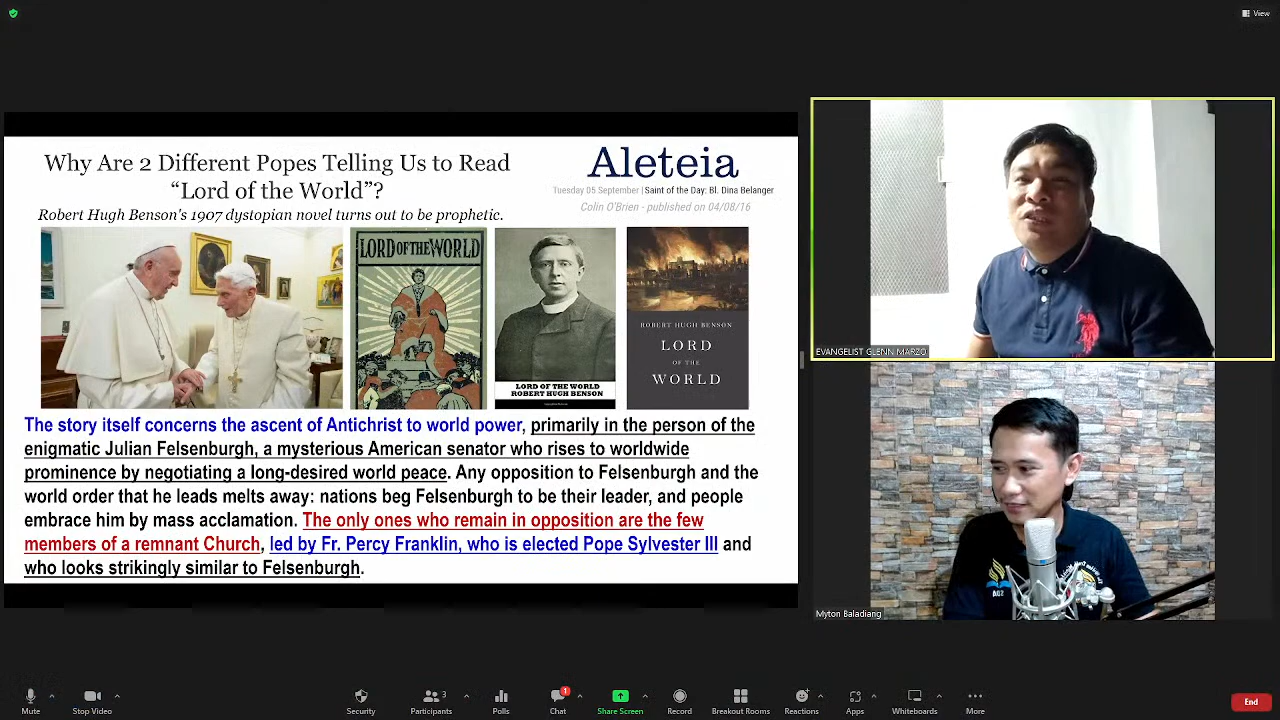 View
Why Are 2 Different Popes Telling Us to Read
“Lord of the World”?
Robert Hugh Benson's 1907 dystopian novel turns out to be prophetic.
Aleteia
Tuesday 05 September | Saint of the Day: Bl. Dina Belanger
Colin O'Brien - published on 04/08/16
LORD OF THE WORLD
LORD OF THE WORLD
ROBERT HUGH BENSON
ROBERT HUGH BENSON
LORD
OF THE
WORLD
The story itself concerns the ascent of Antichrist to world power, primarily in the person of the
enigmatic Julian Felsenburgh, a mysterious American senator who rises to worldwide
prominence by negotiating a long-desired world peace. Any opposition to Felsenburgh and the
world order that he leads melts away: nations beg Felsenburgh to be their leader, and people
embrace him by mass acclamation. The only ones who remain in opposition are the few
members of a remnant Church, led by Fr. Percy Franklin, who is elected Pope Sylvester III and
who looks strikingly similar to Felsenburgh.
EVANGELIST GLENN MARZO
SDA
Myton Baladiang
Mute
Stop Video
Security
3
Participants
Polls
1
Chat
Share Screen
Record
Breakout Rooms
Reactions
Apps
Whiteboards
More
End